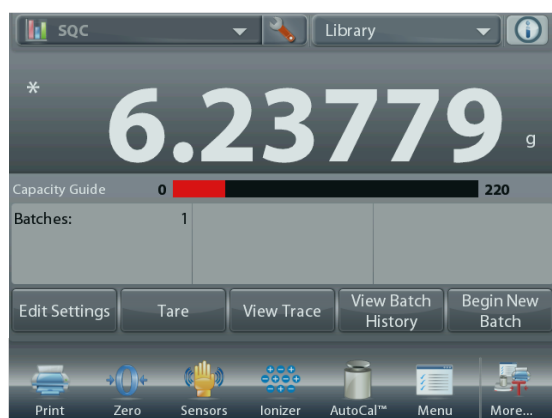 SQC Library
* 6.23779 g
Capacity Guide 0 220
Batches: 1
Edit Settings Tare View Trace View Batch History Begin New Batch
Print Zero Sensors Ionizer AutoCal™ Menu More...